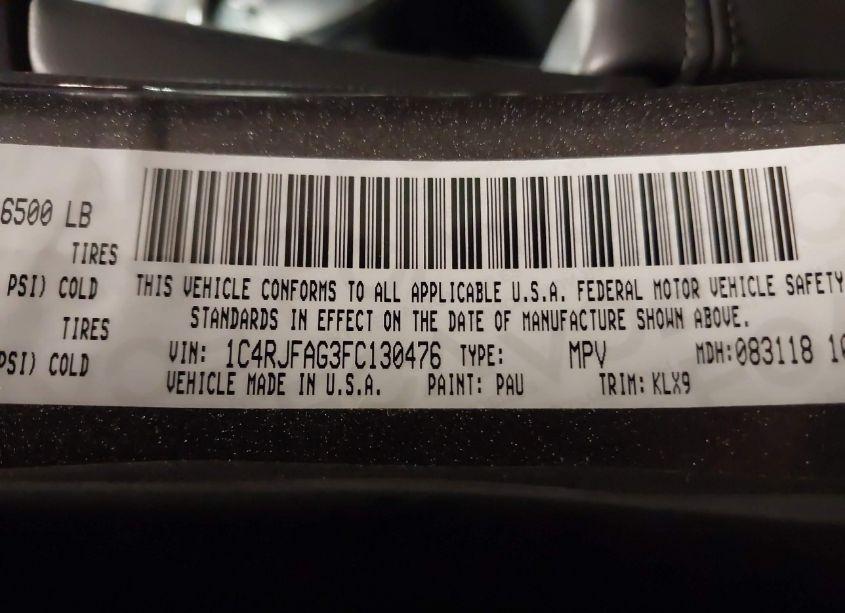 6500 LB
TIRES
PSI) COLD
TIRES
PSI) COLD
THIS VEHICLE CONFORMS TO ALL APPLICABLE U.S.A. FEDERAL MOTOR VEHICLE SAFETY
STANDARDS IN EFFECT ON THE DATE OF MANUFACTURE SHOWN ABOVE.
VIN: 1C4RJFAG3FC130476 TYPE: MPV MDH:083118 10
VEHICLE MADE IN U.S.A. PAINT: PAU TRIM: KLX9